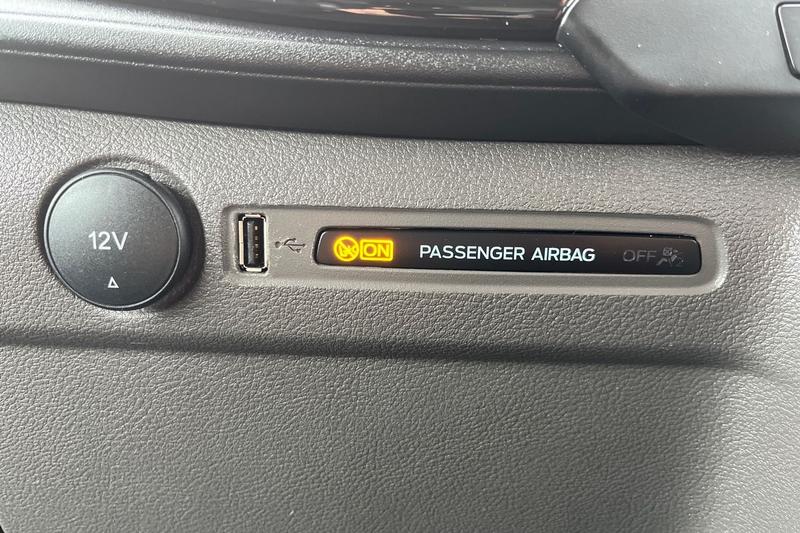 12V
ON PASSENGER AIRBAG OFF